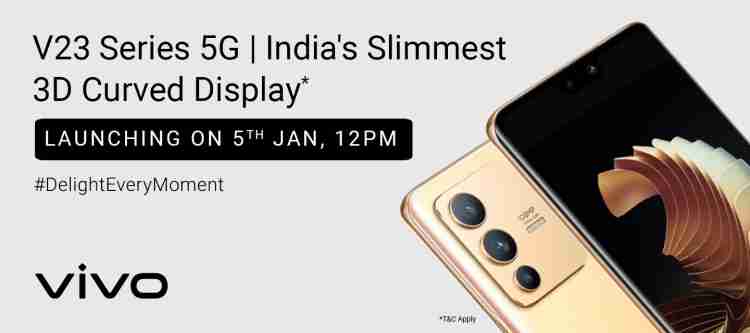 V23 Series 5G | India's Slimmest
3D Curved Display*
LAUNCHING ON 5TH JAN, 12PM
#DelightEveryMoment
vivo
*T&C Apply